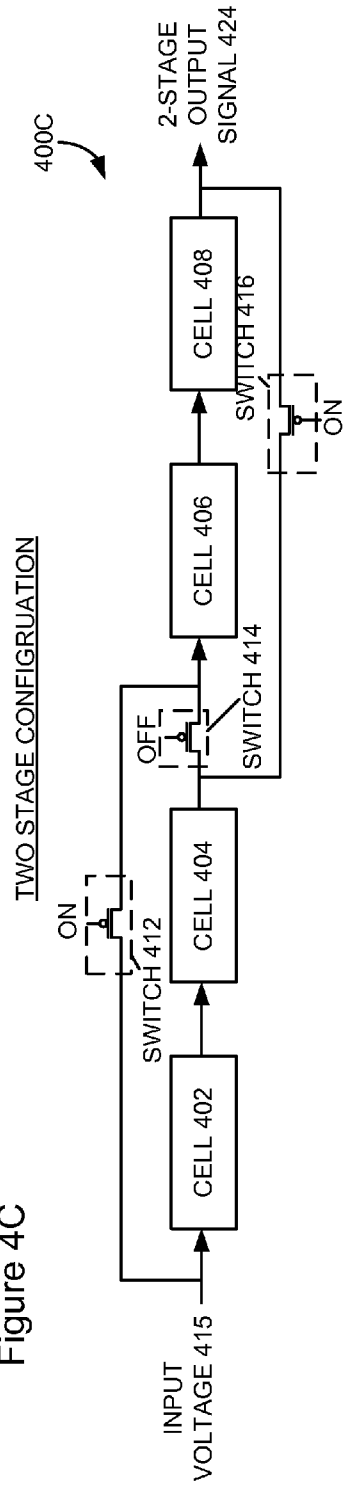 Figure 4C
TWO STAGE CONFIGRUATION
400C
INPUT
VOLTAGE 415
CELL 402
CELL 404
CELL 406
CELL 408
ON
SWITCH 412
OFF
SWITCH 414
SWITCH 416
ON
2-STAGE
OUTPUT
SIGNAL 424